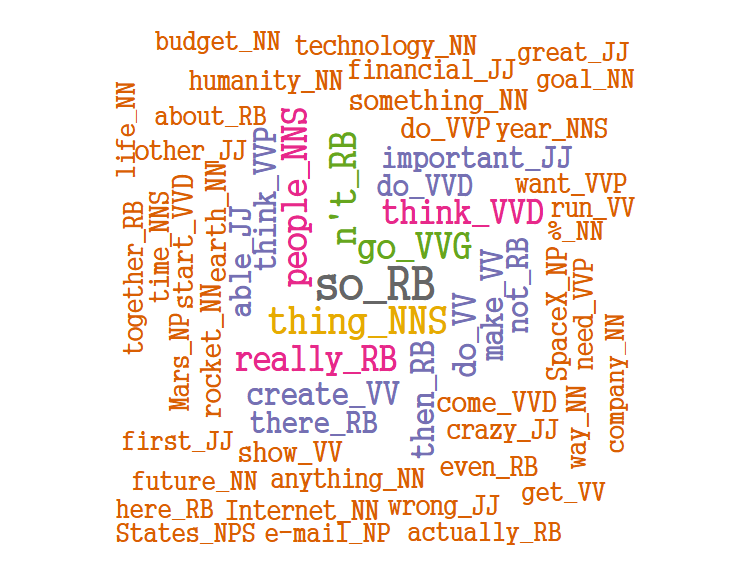 budget_NN
technology_NN
great_JJ
humanity_NN
financial_JJ
goal_NN
something_NN
life_NN
about_RB
people_NNS
n't_RB
do_VVP
year_NNS
other_JJ
think_VVP
important_JJ
do_VVD
want_VVP
together_RB
time_NNS
start_VVD
earth_NN
able_JJ
think_VVD
run_VV
%_NN
go_VVG
not_RB
so_RB
make_VV
SpaceX_NP
need_VVP
thing_NNS
do_VV
Mars_NP
rocket_NN
really_RB
then_RB
company_NN
create_VV
come_VVD
way_NN
there_RB
crazy_JJ
first_JJ
show_VV
even_RB
future_NN
anything_NN
get_VV
here_RB
Internet_NN
wrong_JJ
States_NPS
e-mail_NP
actually_RB